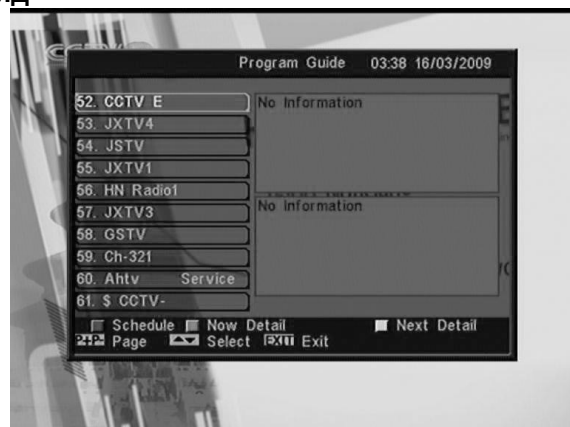 Program Guide 03:38 16/03/2009
52. CCTV E
No Information
53. JXTV4
54. JSTV
55. JXTV1
56. HN Radio1
57. JXTV3
No Information
58. GSTV
59. Ch-321
60. Ahtv Service
61. $ CCTV-
Schedule Now Detail Next Detail
P+P- Page Select EXIT Exit